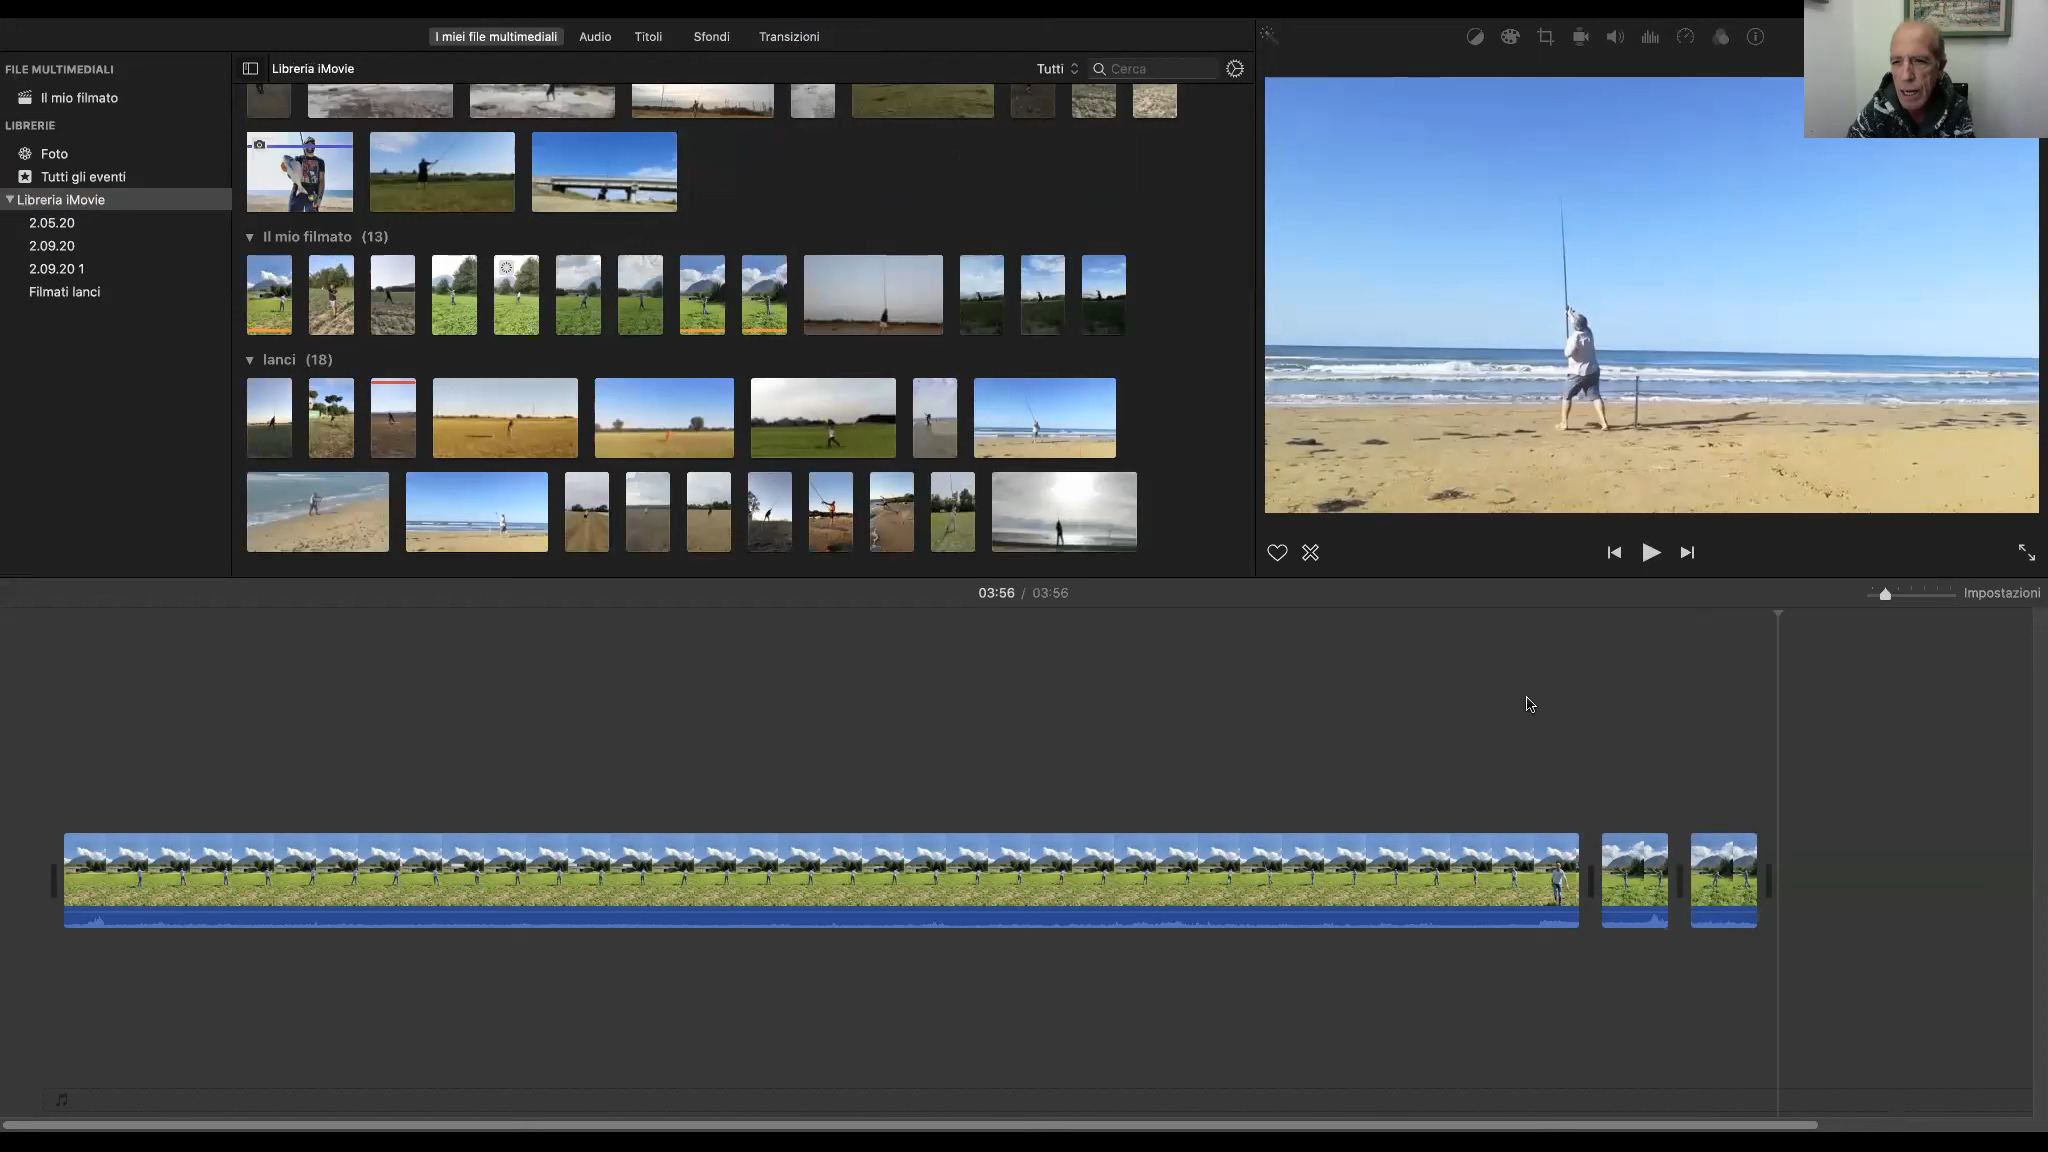 I miei file multimediali Audio Titoli Sfondi Transizioni
FILE MULTIMEDIALI
Il mio filmato
LIBRERIE
Foto
Tutti gli eventi
Libreria iMovie
2.05.20
2.09.20
2.09.20 1
Filmati lanci
Libreria iMovie Tutti Cerca
Il mio filmato (13)
lanci (18)
03:56 / 03:56 Impostazioni